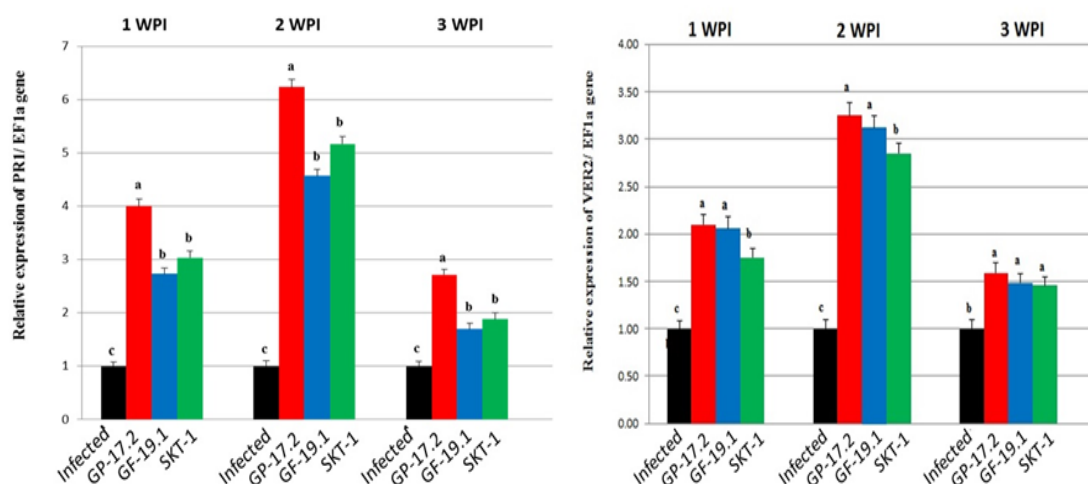 1 WPI
2 WPI
3 WPI
Relative expression of PR1/ EF1a gene
7
6
5
4
3
2
1
0
c
a
b
b
c
a
b
b
c
a
b
b
Infected
GP-17.2
GF-19.1
SKT-1
Infected
GP-17.2
GF-19.1
SKT-1
Infected
GP-17.2
GF-19.1
SKT-1
1 WPI
2 WPI
3 WPI
Relative expression of VER2/ EF1a gene
4.00
3.50
3.00
2.50
2.00
1.50
1.00
0.50
0.00
c
a
a
b
c
a
a
b
b
a
a
a
Infected
GP-17.2
GF-19.1
SKT-1
Infected
GP-17.2
GF-19.1
SKT-1
Infected
GP-17.2
GF-19.1
SKT-1